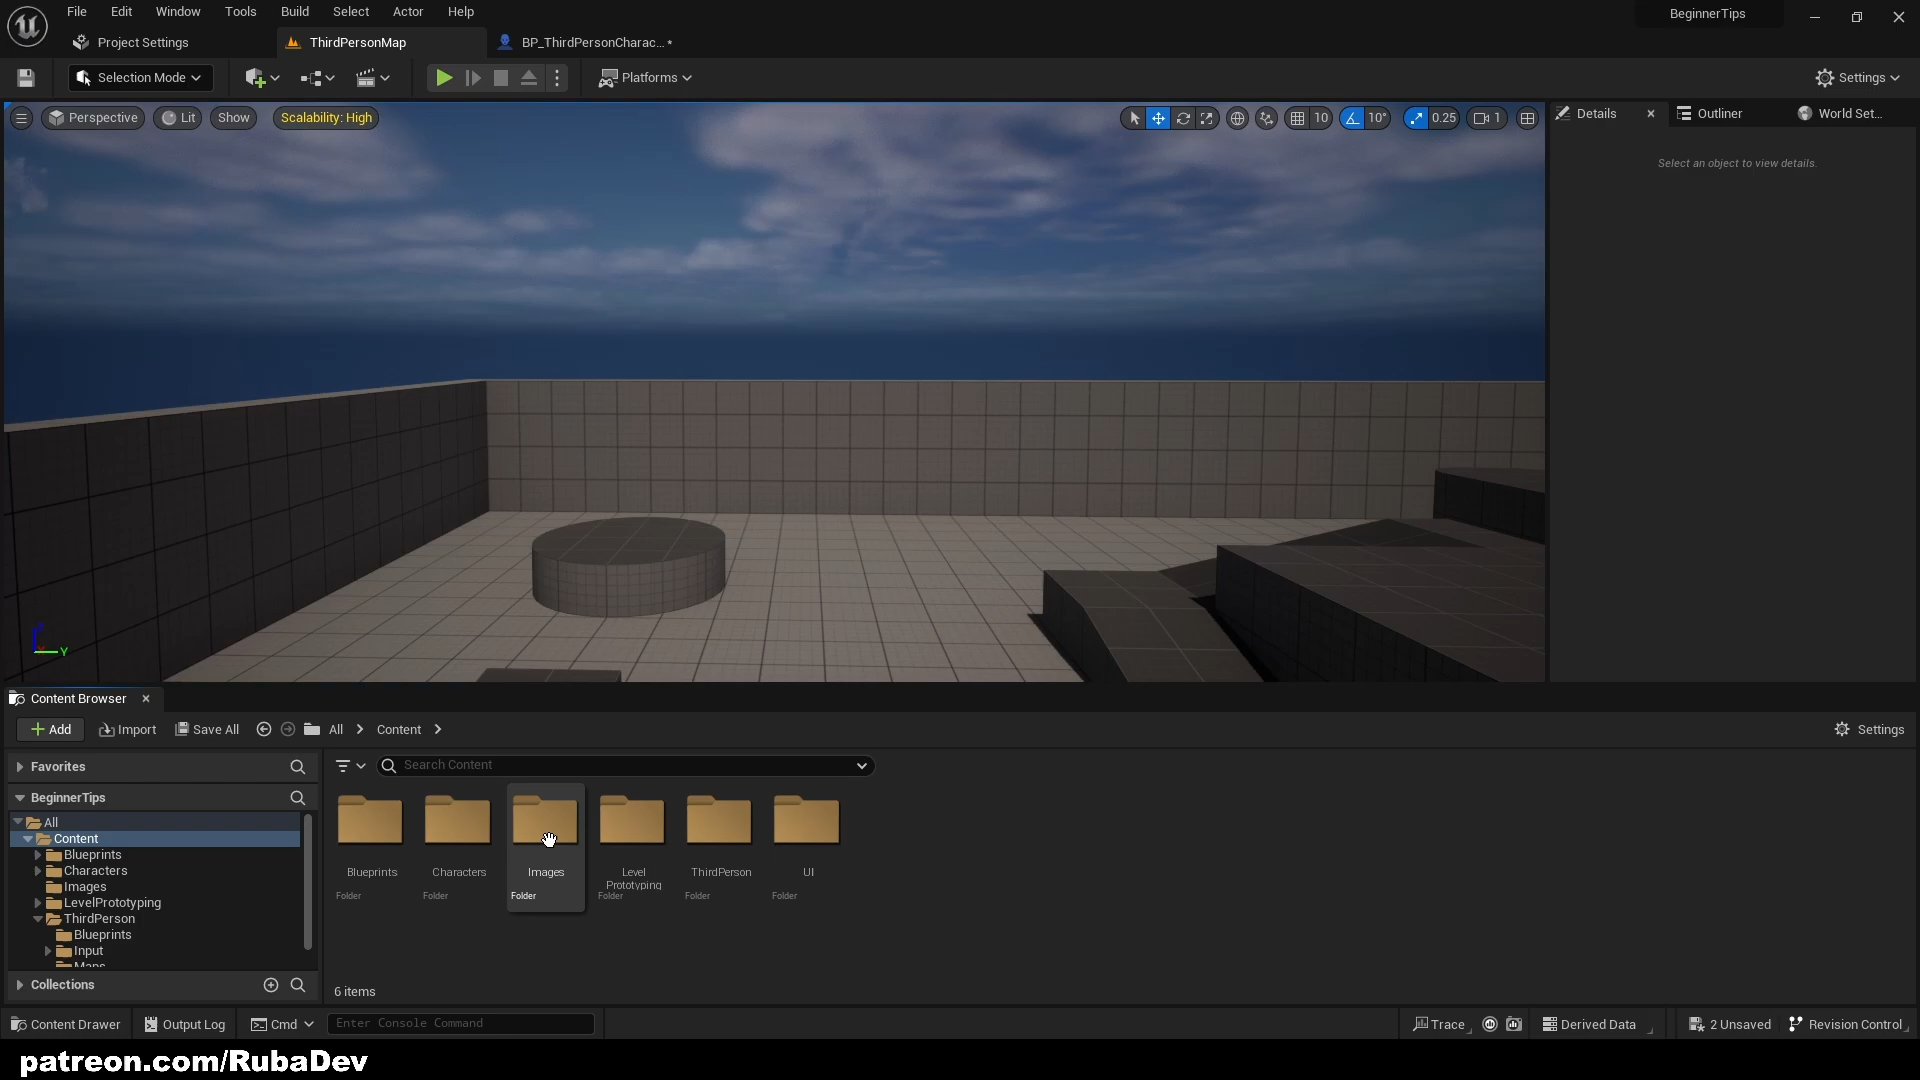 File Edit Window Tools Build Select Actor Help
BeginnerTips
Project Settings ThirdPersonMap BP_ThirdPersonCharac... *
Selection Mode Platforms Settings
Perspective Lit Show Scalability: High 10 10° 0.25 1
Details Outliner World Set...
Select an object to view details.
Y
Content Browser
Add Import Save All All Content Settings
Favorites Search Content
BeginnerTips
All
Content
Blueprints
Characters
Images
LevelPrototyping
ThirdPerson
Blueprints
Input
Maps
Blueprints Characters Images Level Prototyping ThirdPerson UI
Folder Folder Folder Folder Folder Folder
Collections
6 items
Content Drawer Output Log Cmd Enter Console Command Trace Derived Data 2 Unsaved Revision Control
patreon.com/RubaDev